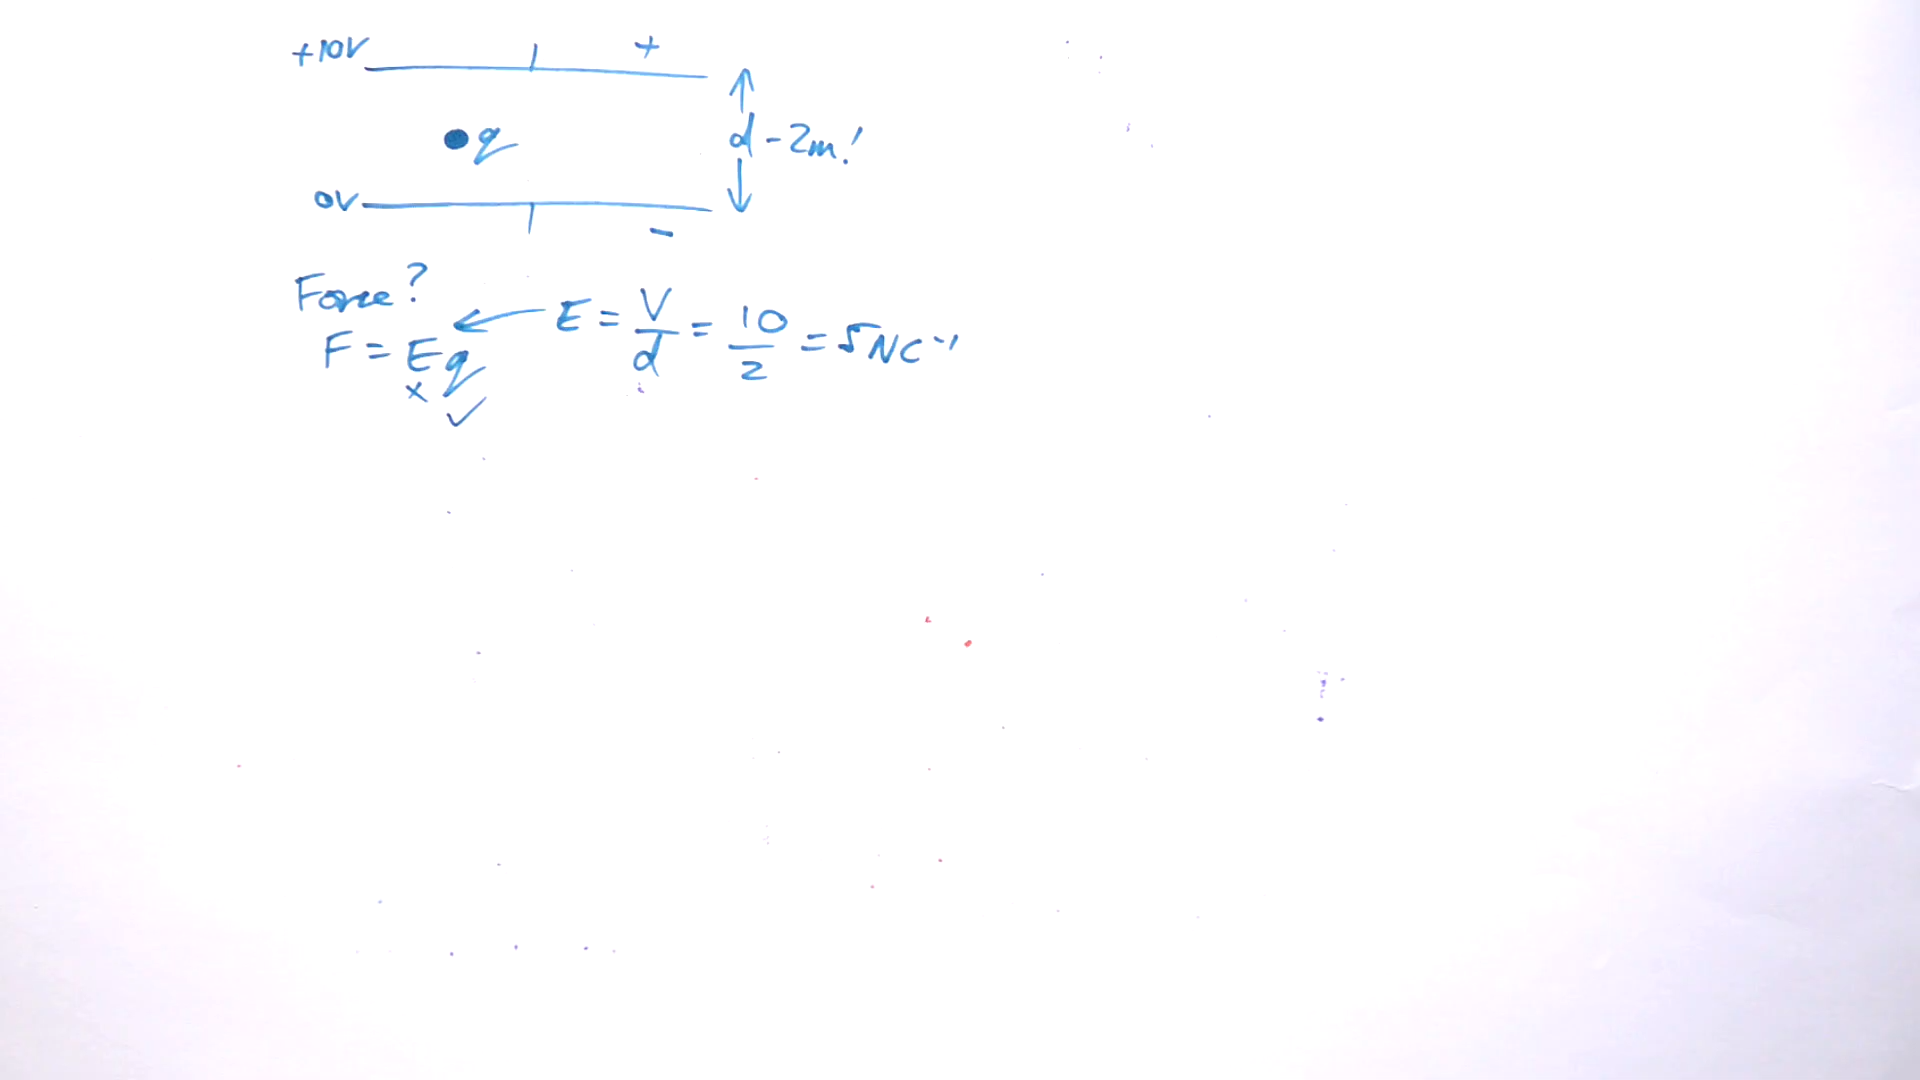 +10V +
q
d - 2m!
0V -
Force?
F = Eq ← E = V/d = 10/2 = 5NC⁻¹
x ✓